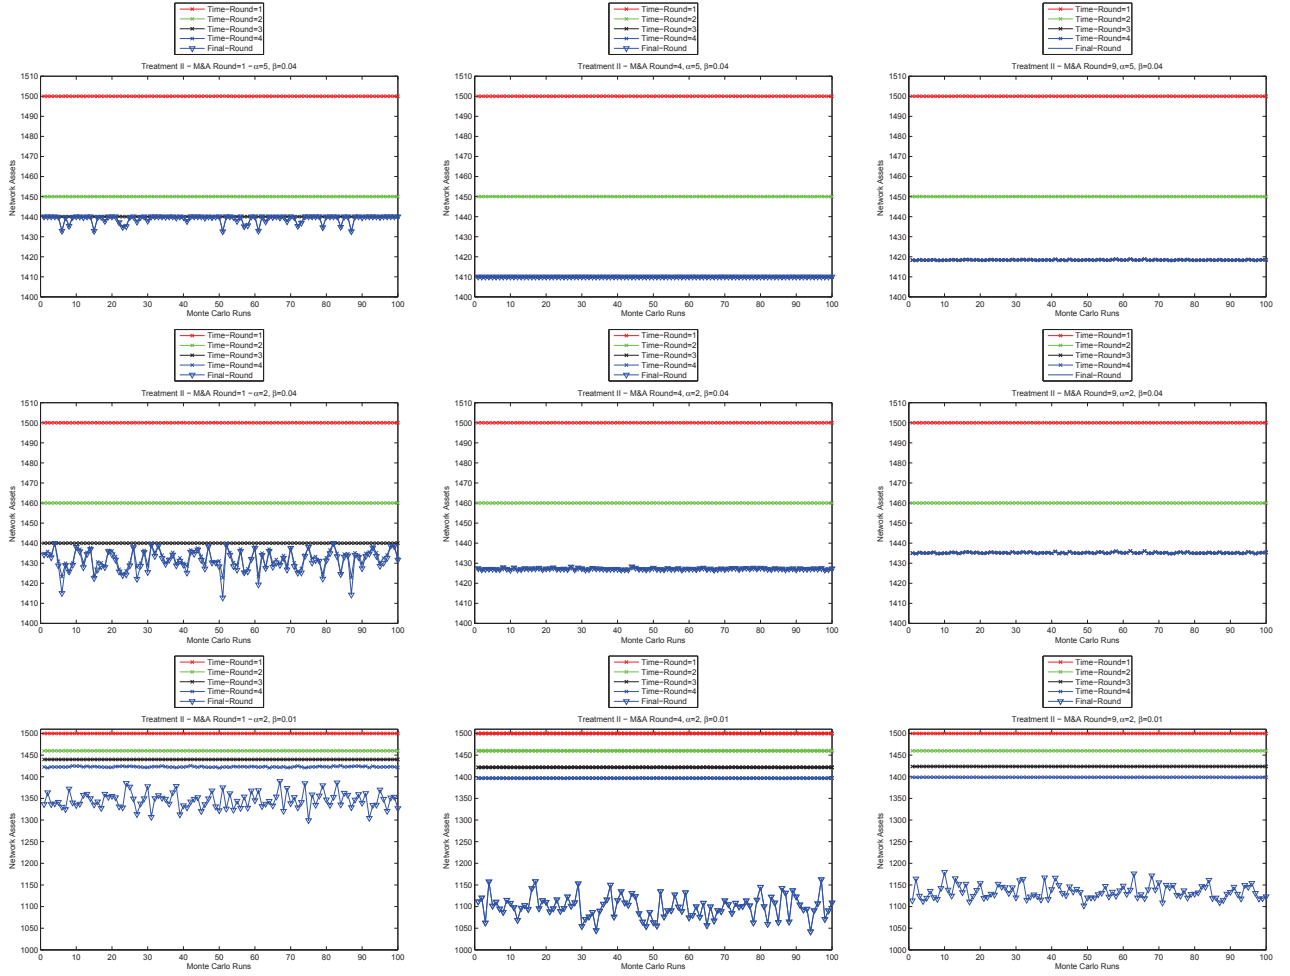 Time−Round=1
Time−Round=2
Time−Round=3
Time−Round=4
Final−Round
Treatment II − M&A Round=1 − α=5, β=0.04
1510
1500
1490
1480
1470
1460
1450
1440
1430
1420
1410
1400
Network Assets
0 10 20 30 40 50 60 70 80 90 100
Monte Carlo Runs
Time−Round=1
Time−Round=2
Time−Round=3
Time−Round=4
Final−Round
Treatment II − M&A Round=4, α=5, β=0.04
1510
1500
1490
1480
1470
1460
1450
1440
1430
1420
1410
1400
Network Assets
0 10 20 30 40 50 60 70 80 90 100
Monte Carlo Runs
Time−Round=1
Time−Round=2
Time−Round=3
Time−Round=4
Final−Round
Treatment II − M&A Round=9, α=5, β=0.04
1510
1500
1490
1480
1470
1460
1450
1440
1430
1420
1410
1400
Network Assets
0 10 20 30 40 50 60 70 80 90 100
Monte Carlo Runs
Time−Round=1
Time−Round=2
Time−Round=3
Time−Round=4
Final−Round
Treatment II − M&A Round=1 − α=2, β=0.04
1510
1500
1490
1480
1470
1460
1450
1440
1430
1420
1410
1400
Network Assets
0 10 20 30 40 50 60 70 80 90 100
Monte Carlo Runs
Time−Round=1
Time−Round=2
Time−Round=3
Time−Round=4
Final−Round
Treatment II − M&A Round=4, α=2, β=0.04
1510
1500
1490
1480
1470
1460
1450
1440
1430
1420
1410
1400
Network Assets
0 10 20 30 40 50 60 70 80 90 100
Monte Carlo Runs
Time−Round=1
Time−Round=2
Time−Round=3
Time−Round=4
Final−Round
Treatment II − M&A Round=9, α=2, β=0.04
1510
1500
1490
1480
1470
1460
1450
1440
1430
1420
1410
1400
Network Assets
0 10 20 30 40 50 60 70 80 90 100
Monte Carlo Runs
Time−Round=1
Time−Round=2
Time−Round=3
Time−Round=4
Final−Round
Treatment II − M&A Round=1 − α=2, β=0.01
1500
1450
1400
1350
1300
1250
1200
1150
1100
1050
1000
Network Assets
0 10 20 30 40 50 60 70 80 90 100
Monte Carlo Runs
Time−Round=1
Time−Round=2
Time−Round=3
Time−Round=4
Final−Round
Treatment II − M&A Round=4, α=2, β=0.01
1500
1450
1400
1350
1300
1250
1200
1150
1100
1050
1000
Network Assets
0 10 20 30 40 50 60 70 80 90 100
Monte Carlo Runs
Time−Round=1
Time−Round=2
Time−Round=3
Time−Round=4
Final−Round
Treatment II − M&A Round=9, α=2, β=0.01
1500
1450
1400
1350
1300
1250
1200
1150
1100
1050
1000
Network Assets
0 10 20 30 40 50 60 70 80 90 100
Monte Carlo Runs